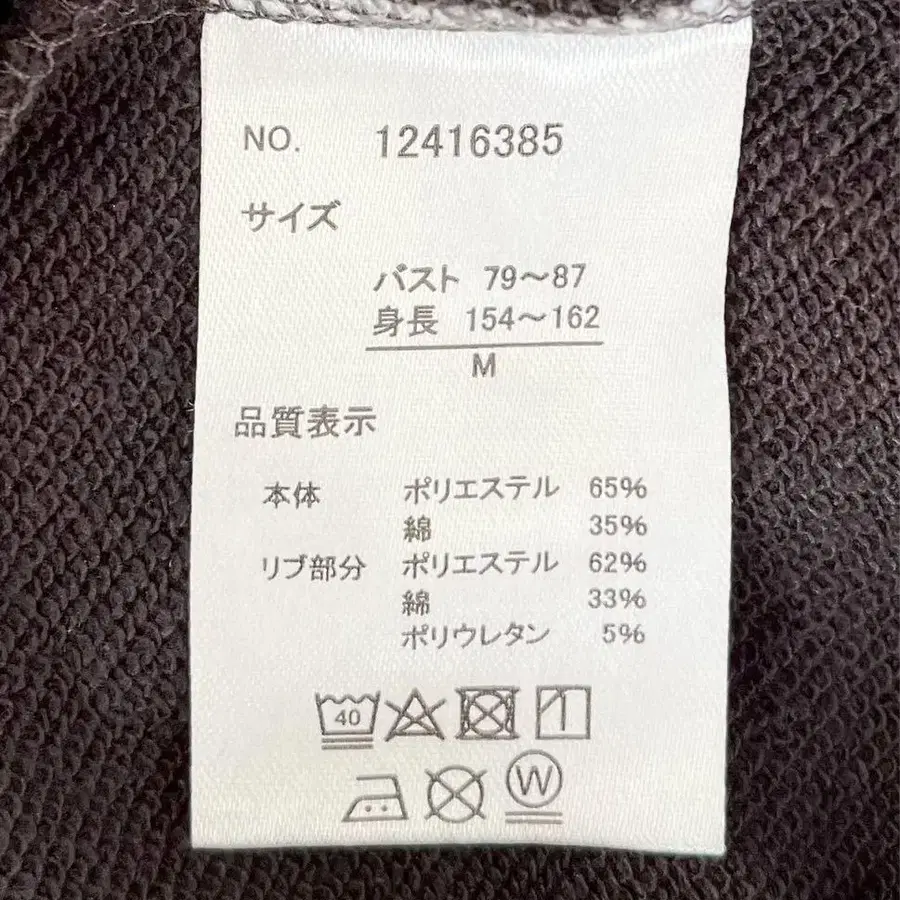 NO. 12416385
サイズ
バスト 79～87
身長 154～162
M
品質表示
本体 ポリエステル 65%
綿 35%
リブ部分 ポリエステル 62%
綿 33%
ポリウレタン 5%
40
W